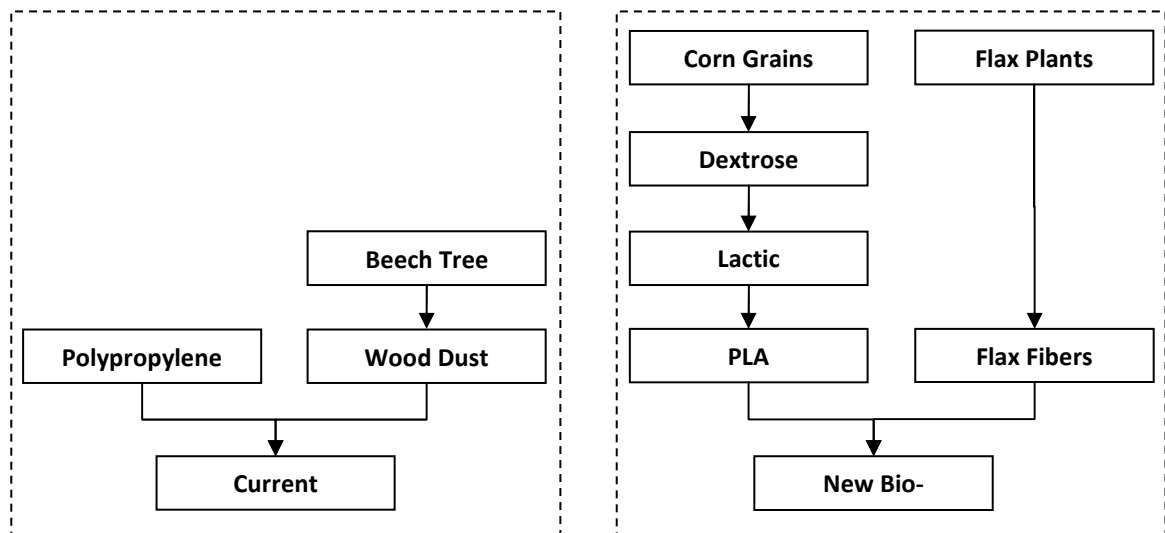 Beech Tree
Polypropylene
Wood Dust
Current
Corn Grains
Flax Plants
Dextrose
Lactic
PLA
Flax Fibers
New Bio-